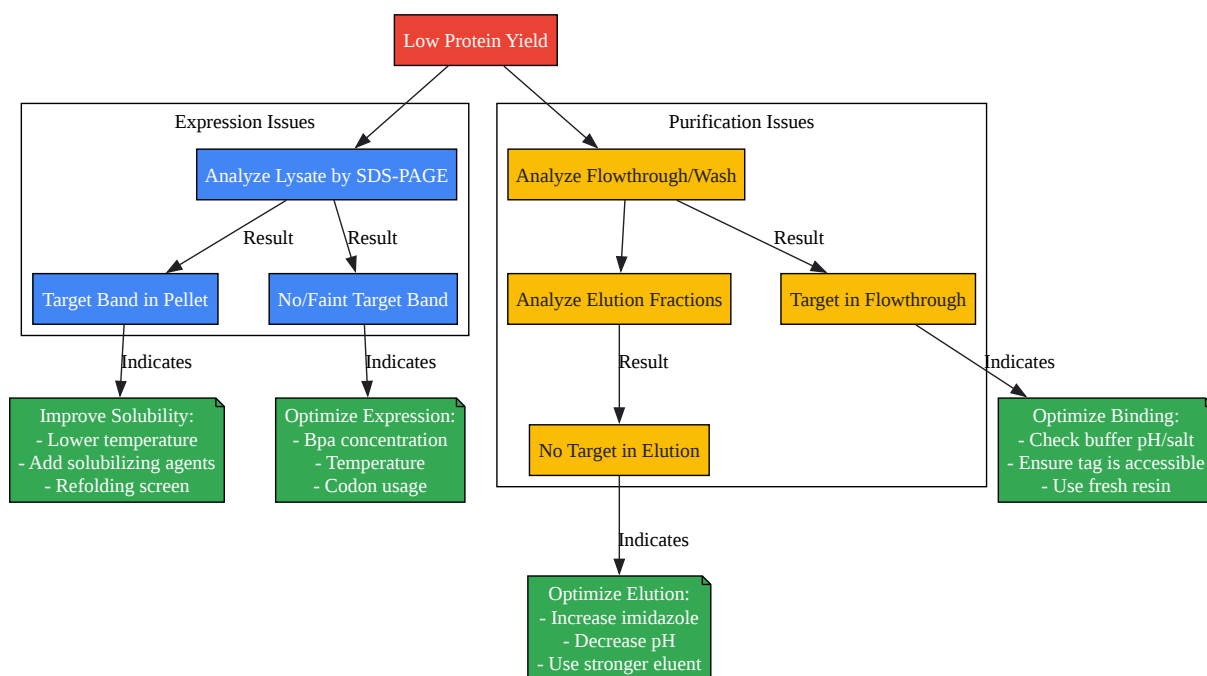 Low Protein Yield
Expression Issues
Purification Issues
Analyze Lysate by SDS-PAGE
Analyze Flowthrough/Wash
Result
Result
Result
Target Band in Pellet
No/Faint Target Band
Analyze Elution Fractions
Target in Flowthrough
Indicates
Indicates
Result
Indicates
Improve Solubility:
- Lower temperature
- Add solubilizing agents
- Refolding screen
Optimize Expression:
- Bpa concentration
- Temperature
- Codon usage
No Target in Elution
Optimize Binding:
- Check buffer pH/salt
- Ensure tag is accessible
- Use fresh resin
Indicates
Optimize Elution:
- Increase imidazole
- Decrease pH
- Use stronger eluent